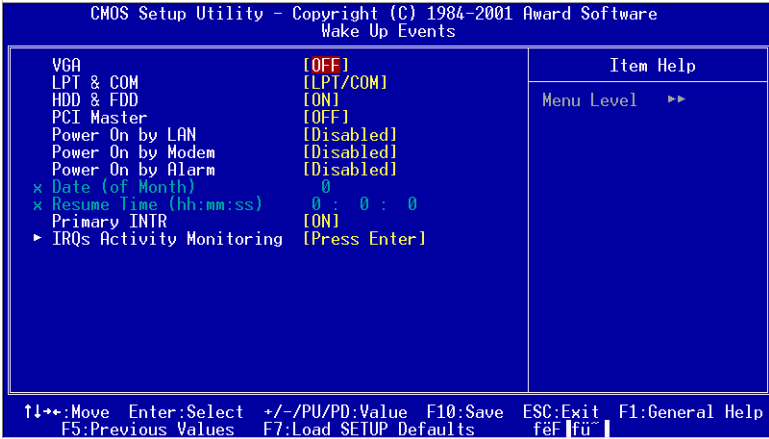 CMOS Setup Utility – Copyright (C) 1984-2001 Award Software
Wake Up Events
VGA [OFF]
LPT & COM [LPT/COM]
HDD & FDD [ON]
PCI Master [OFF]
Power On by LAN [Disabled]
Power On by Modem [Disabled]
Power On by Alarm [Disabled]
x Date (of Month) 0
x Resume Time (hh:mm:ss) 0 : 0 : 0
Primary INTR [ON]
► IRQs Activity Monitoring [Press Enter]
Item Help
Menu Level ►►
↑↓→←:Move Enter:Select +/-/PU/PD:Value F10:Save ESC:Exit F1:General Help
F5:Previous Values F7:Load SETUP Defaults